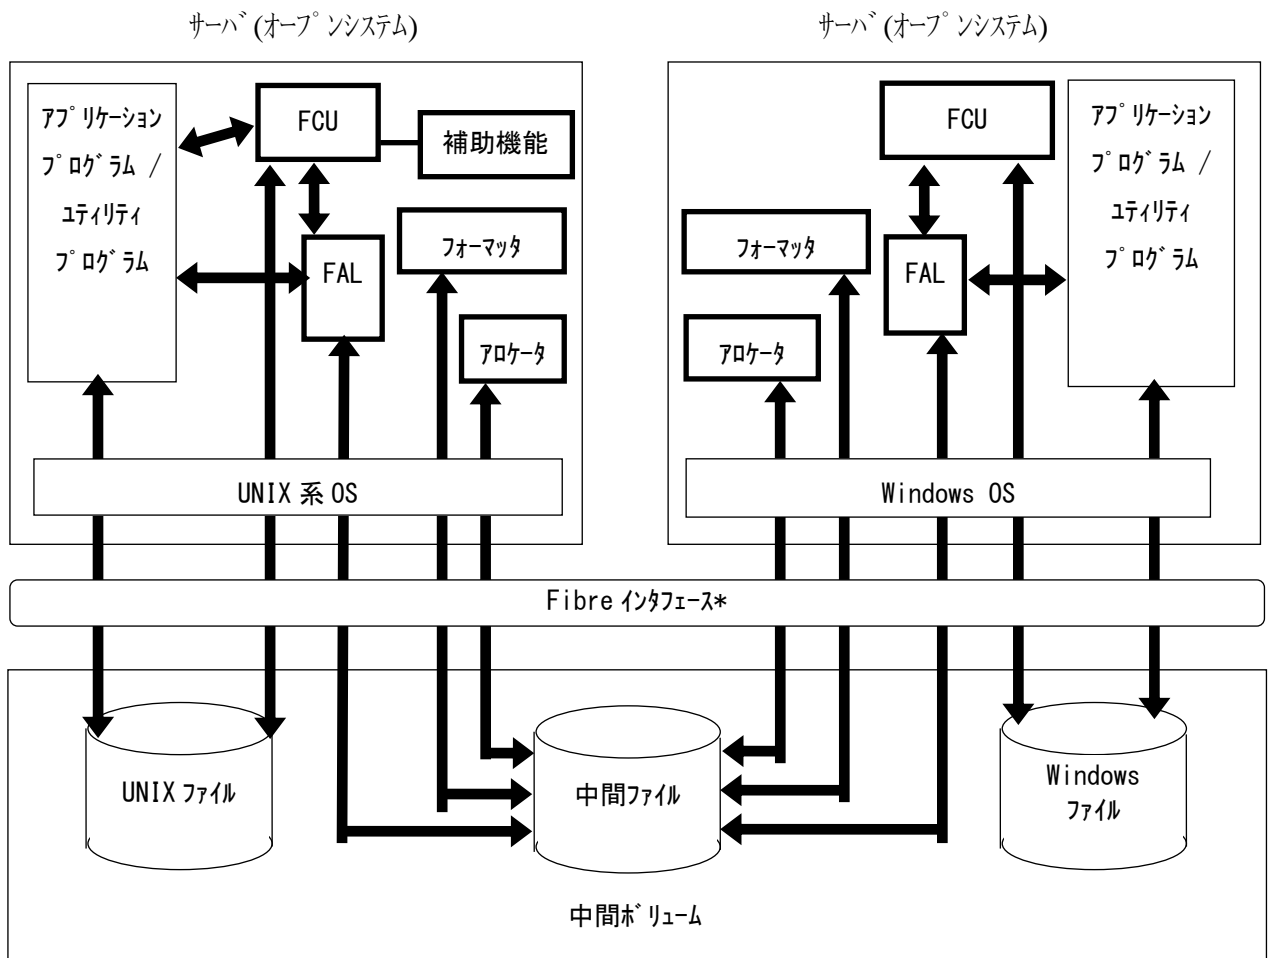 サーバ(オープンシステム)
サーバ(オープンシステム)
アプリケーション
プログラム /
ユティリティ
プログラム
FCU
補助機能
フォーマッタ
FAL
アロケータ
UNIX 系 OS
FCU
アプリケーション
プログラム /
ユティリティ
プログラム
フォーマッタ
FAL
アロケータ
Windows OS
Fibre インタフェース*
UNIX ファイル
中間ファイル
Windows
ファイル
中間ボリューム